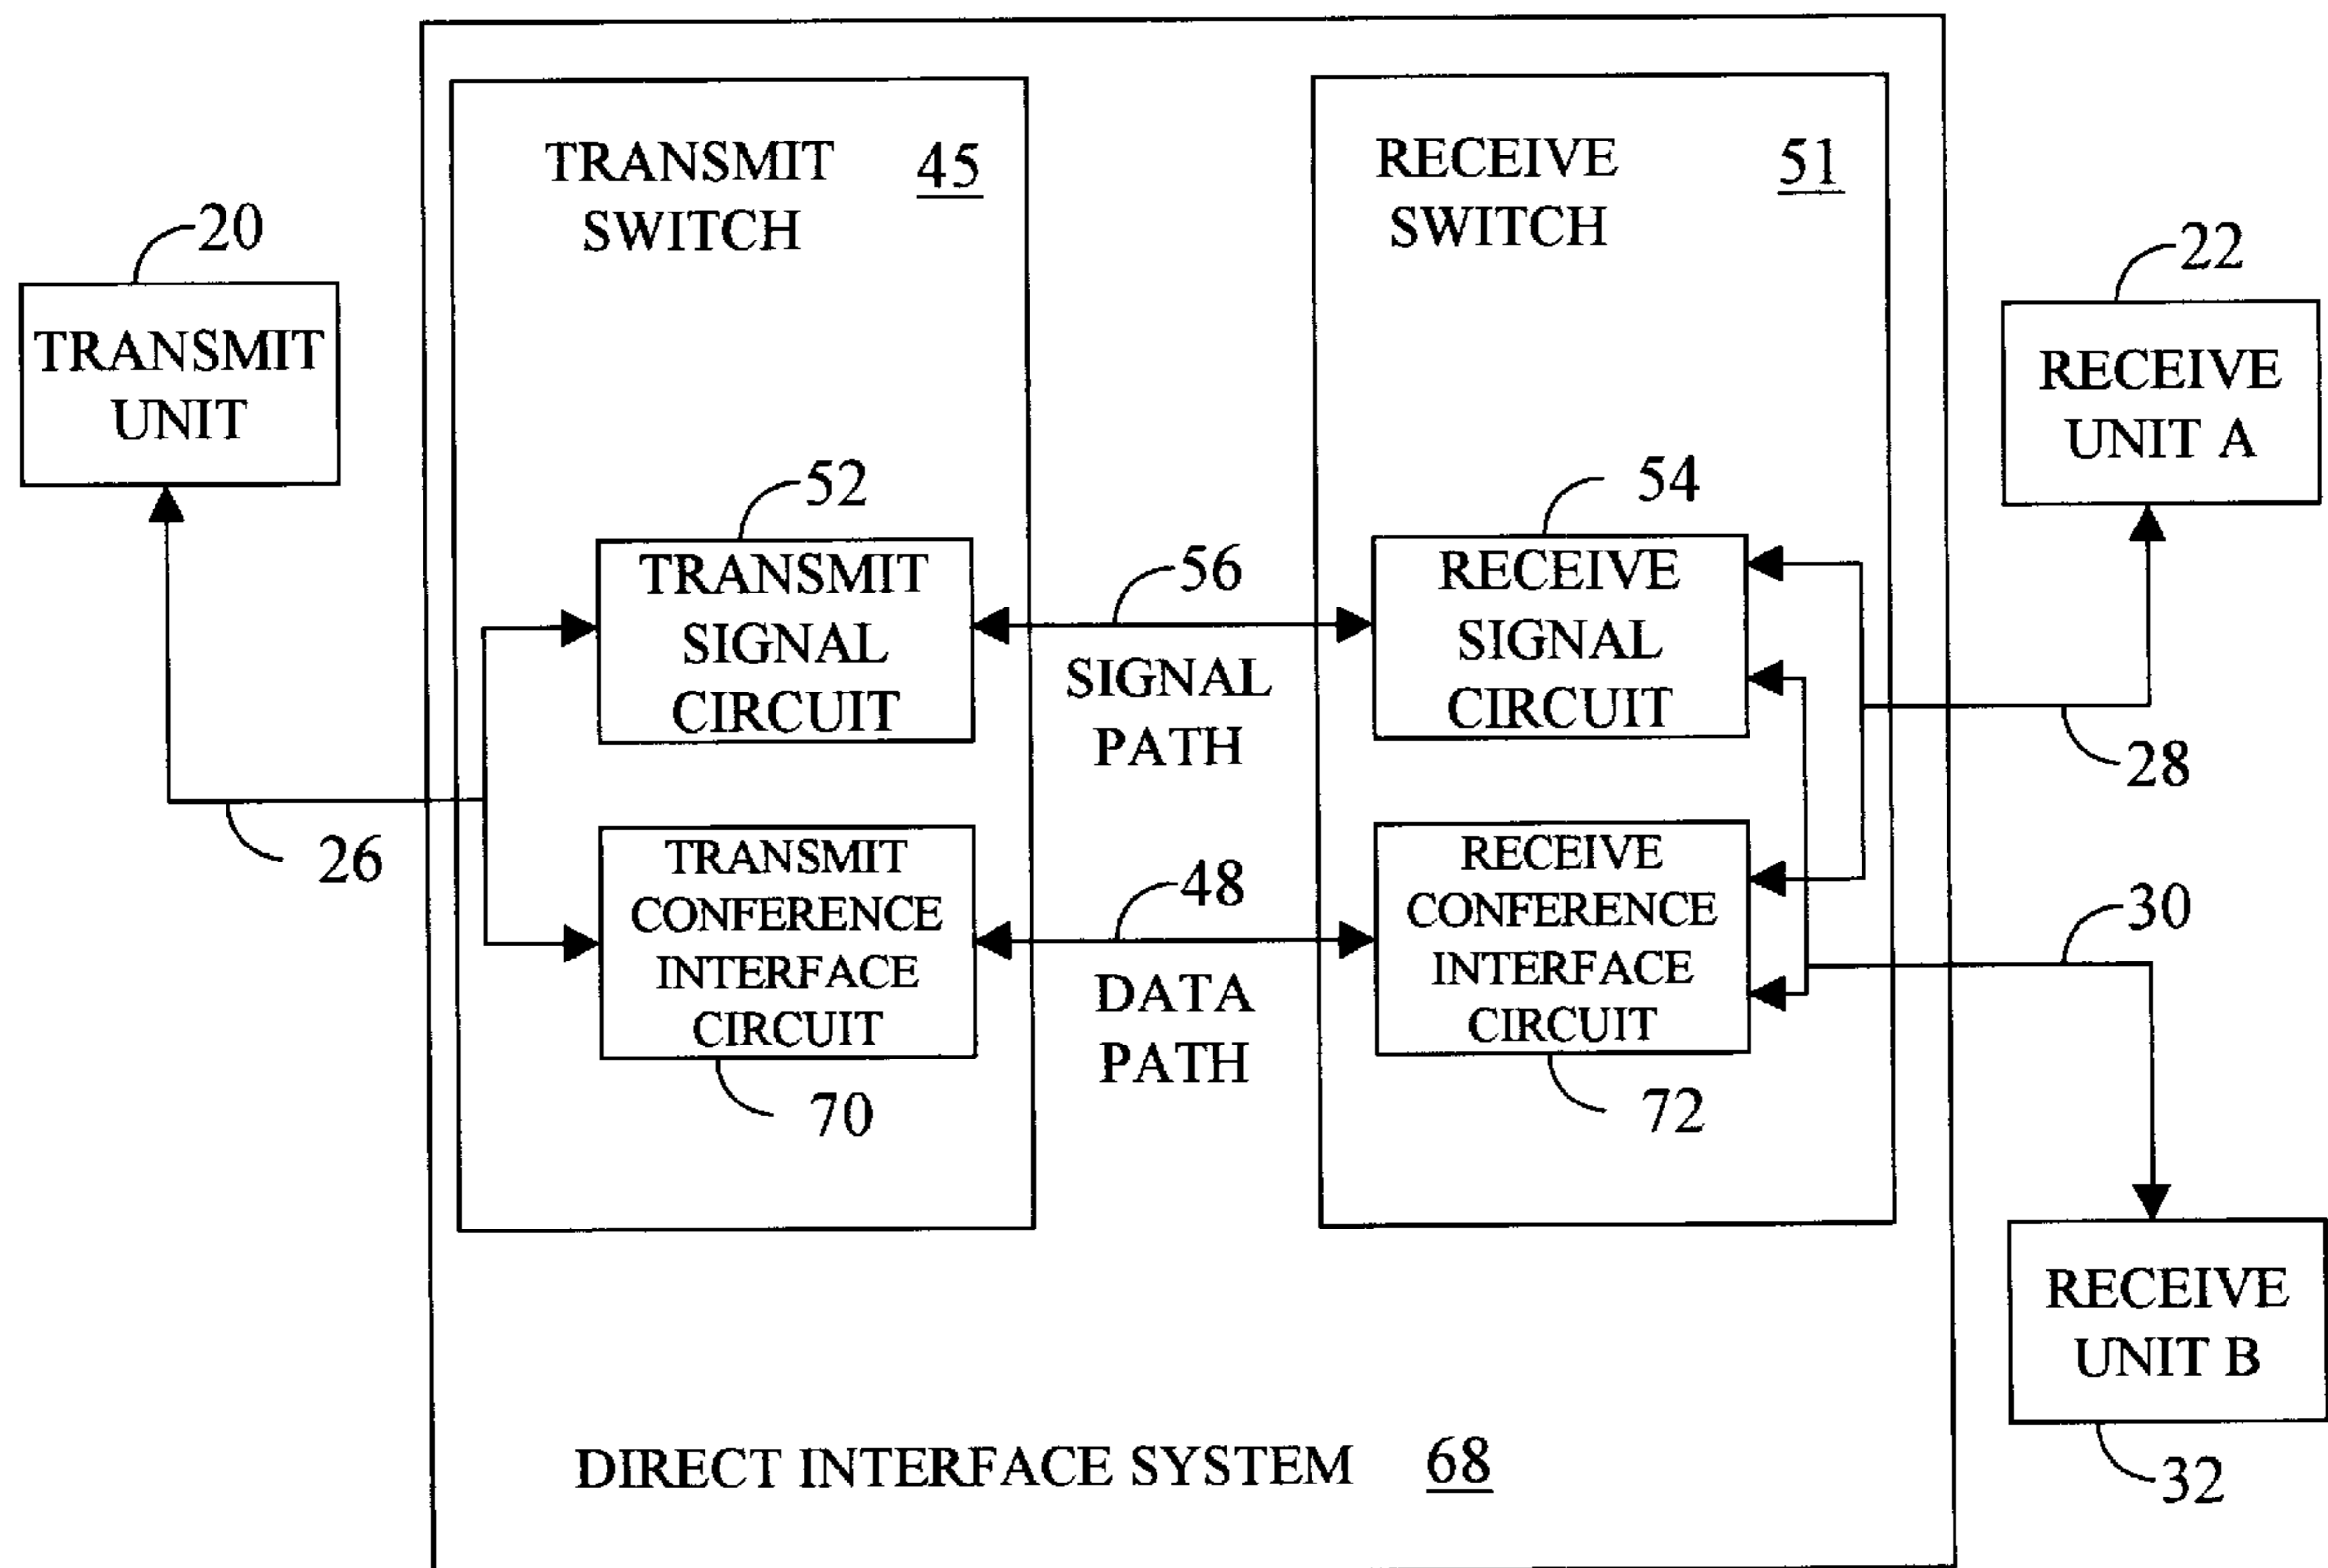 TRANSMIT
SWITCH
45
RECEIVE
SWITCH
51
20
TRANSMIT
UNIT
22
RECEIVE
UNIT A
52
TRANSMIT
SIGNAL
CIRCUIT
56
SIGNAL
PATH
54
RECEIVE
SIGNAL
CIRCUIT
28
26
TRANSMIT
CONFERENCE
INTERFACE
CIRCUIT
70
48
DATA
PATH
RECEIVE
CONFERENCE
INTERFACE
CIRCUIT
72
30
RECEIVE
UNIT B
32
DIRECT INTERFACE SYSTEM 68